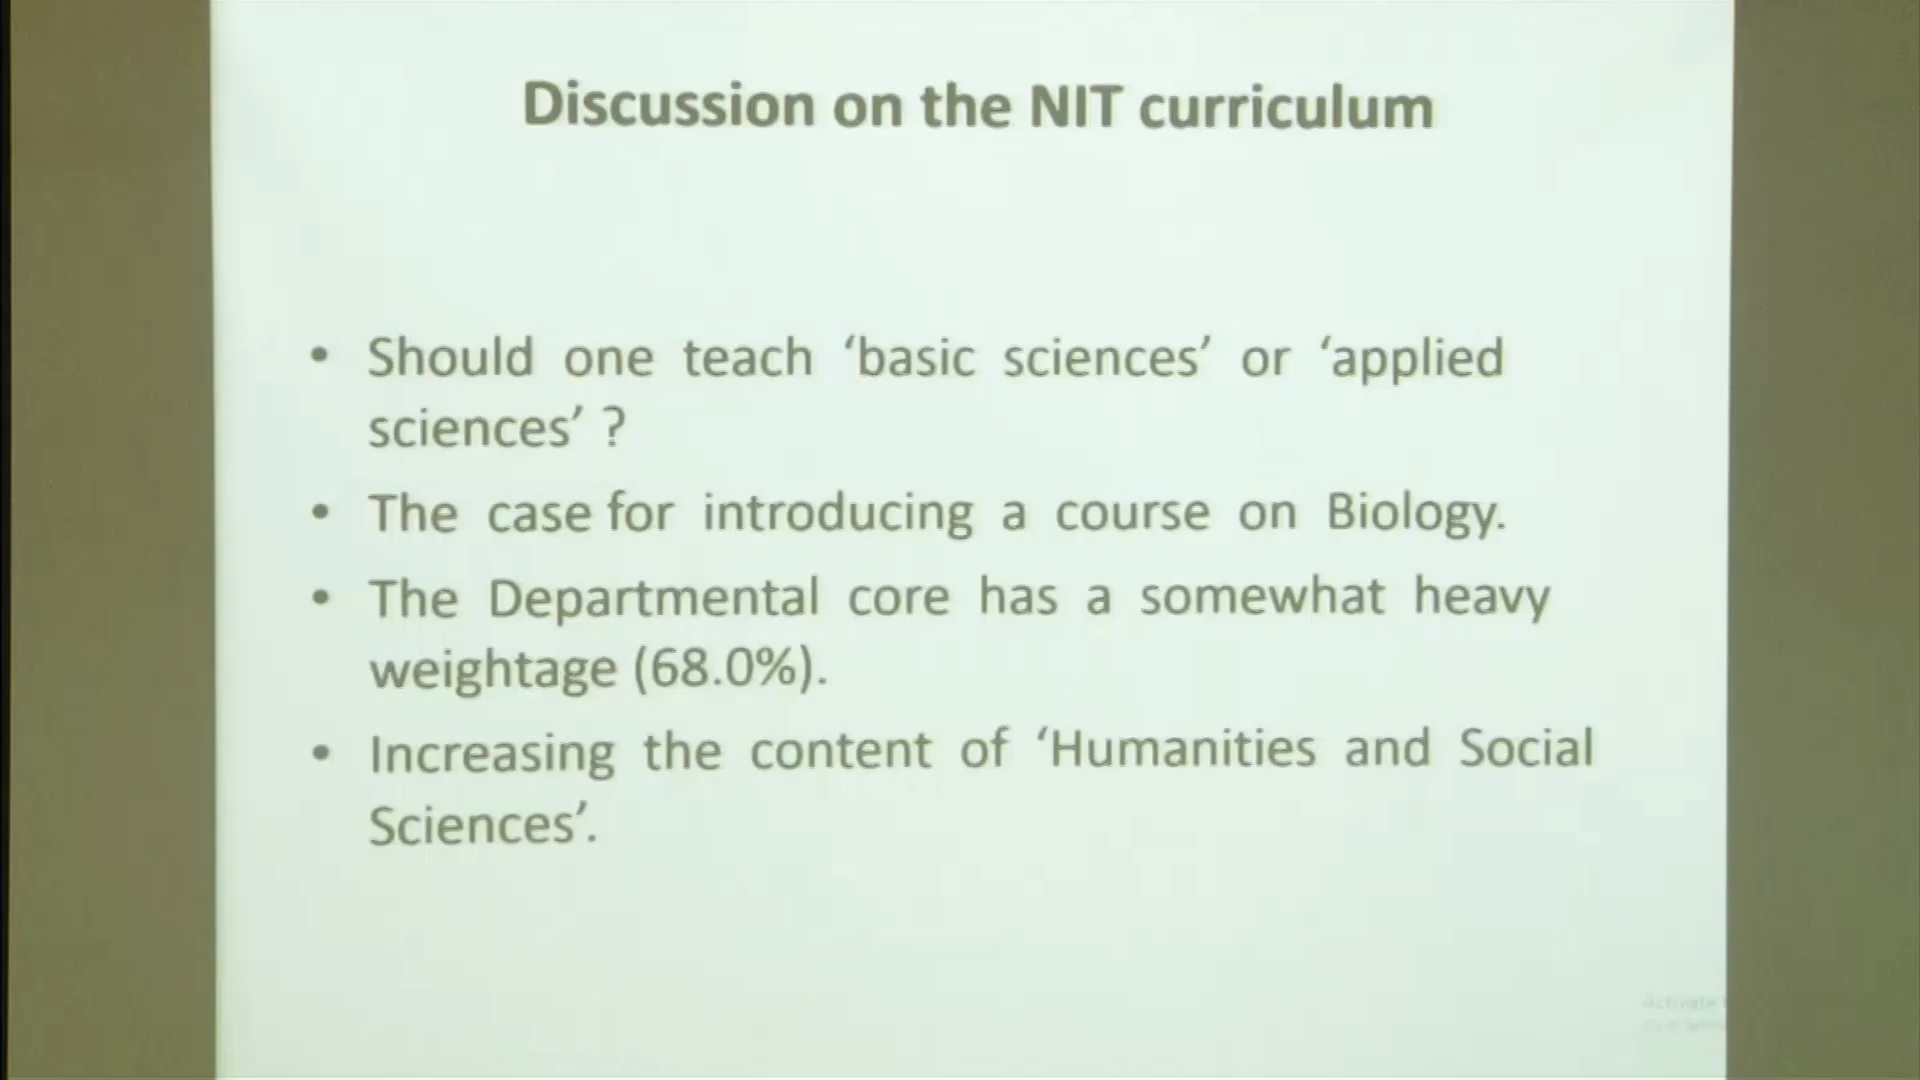 Discussion on the NIT curriculum
• Should one teach ‘basic sciences’ or ‘applied
sciences’ ?
• The case for introducing a course on Biology.
• The Departmental core has a somewhat heavy
weightage (68.0%).
• Increasing the content of ‘Humanities and Social
Sciences’.
Activate